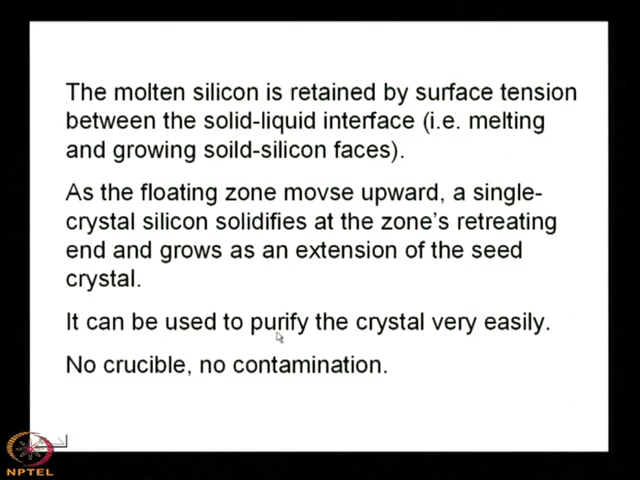 The molten silicon is retained by surface tension
between the solid-liquid interface (i.e. melting
and growing soild-silicon faces).
As the floating zone movse upward, a single-
crystal silicon solidifies at the zone's retreating
end and grows as an extension of the seed
crystal.
It can be used to purify the crystal very easily.
No crucible, no contamination.
NPTEL